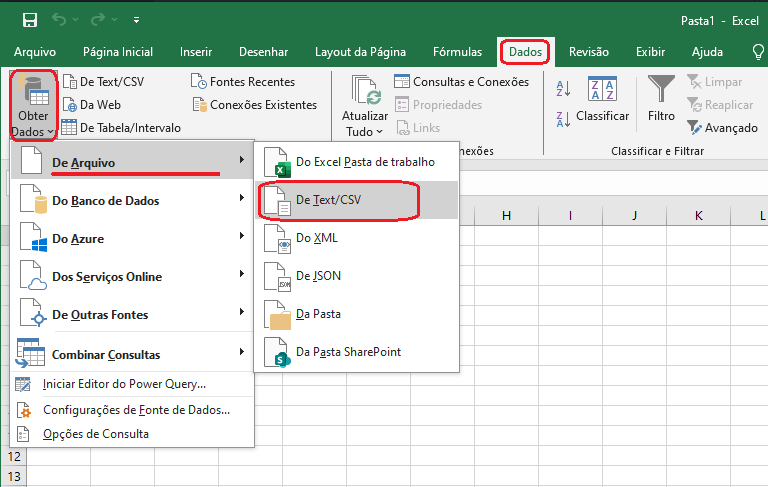 Pasta1 - Excel
Arquivo Página Inicial Inserir Desenhar Layout da Página Fórmulas Dados Revisão Exibir Ajuda
Obter Dados
De Text/CSV
Da Web
De Tabela/Intervalo
Fontes Recentes
Conexões Existentes
Atualizar Tudo
Consultas e Conexões
Propriedades
Links
nexões
Classificar
Filtro
Limpar
Reaplicar
Avançado
Classificar e Filtrar
De Arquivo
Do Banco de Dados
Do Azure
Dos Serviços Online
De Outras Fontes
Combinar Consultas
Iniciar Editor do Power Query...
Configurações de Fonte de Dados...
Opções de Consulta
Do Excel Pasta de trabalho
De Text/CSV
Do XML
De JSON
Da Pasta
Da Pasta SharePoint
H I J K L
12
13